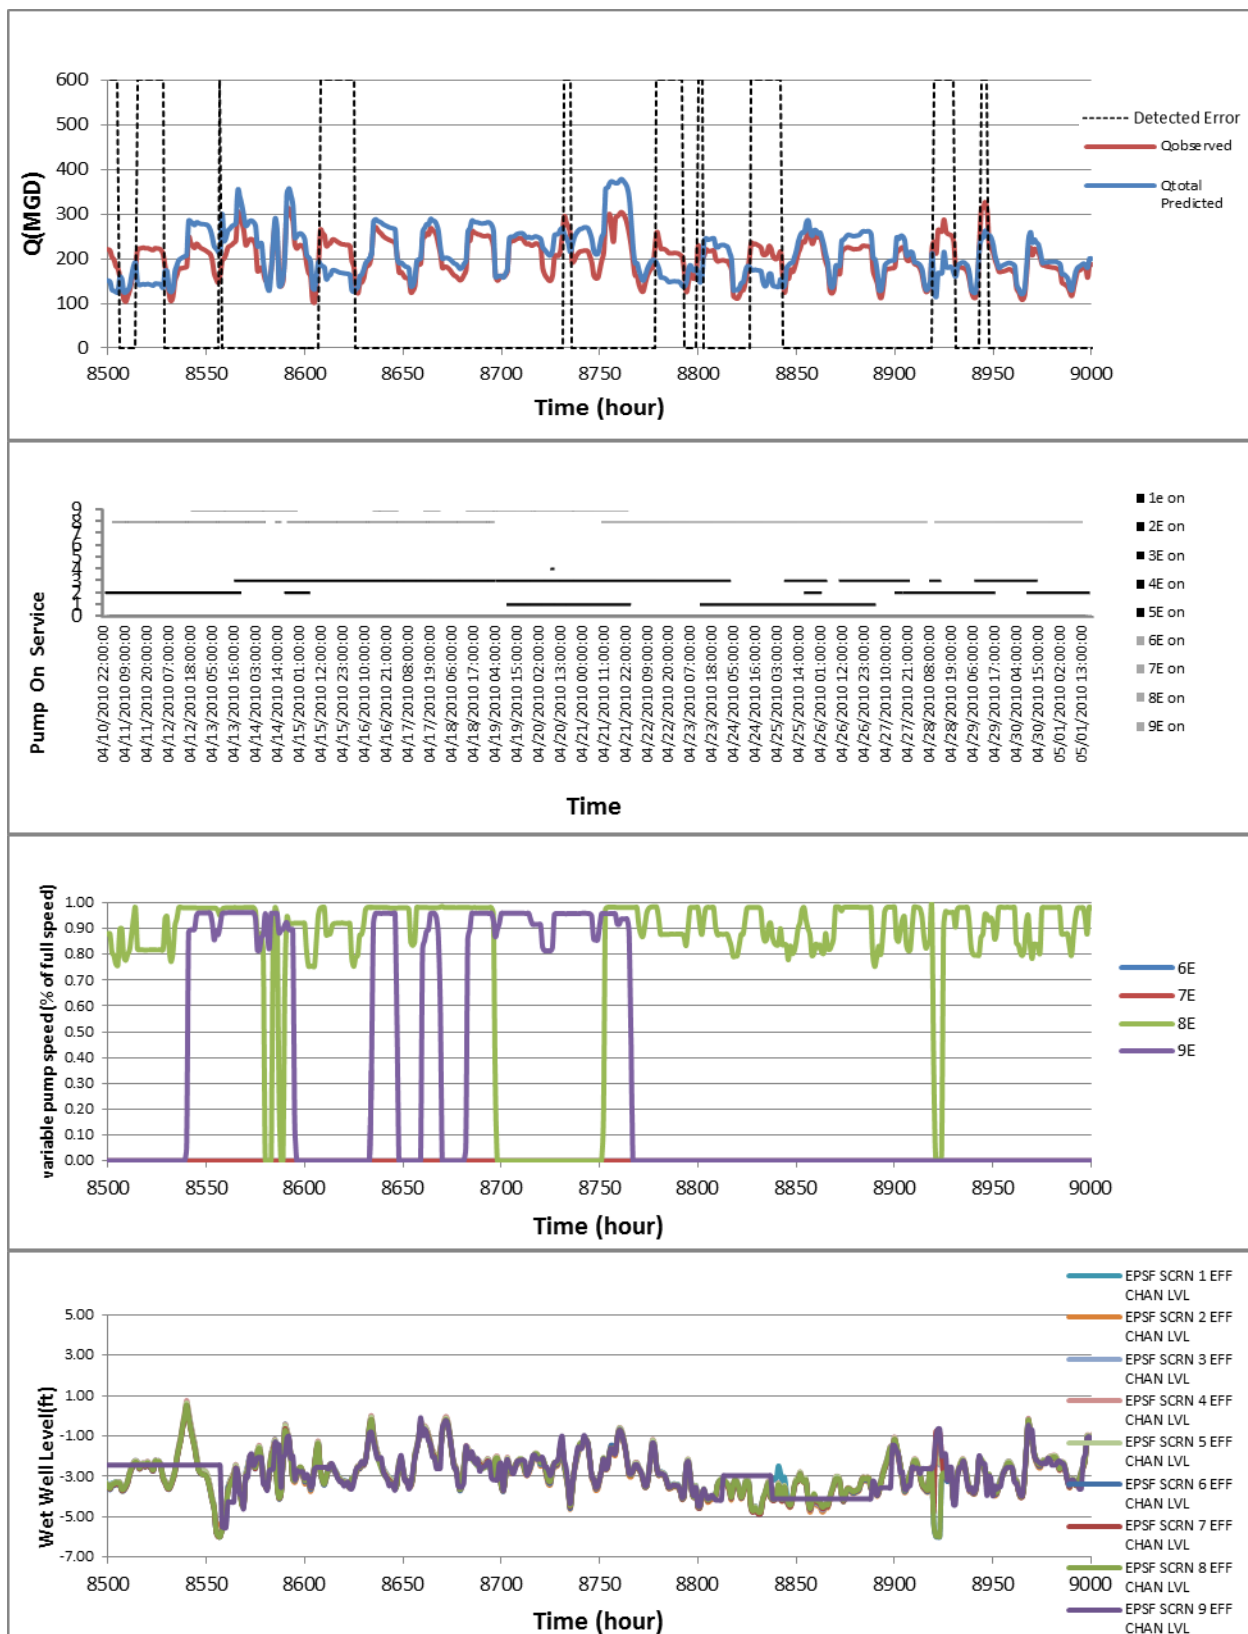 600
500
400
300
200
100
0
Q(MGD)
8500 8550 8600 8650 8700 8750 8800 8850 8900 8950 9000
Time (hour)
Detected Error
Qobserved
Qtotal
Predicted
9
8
7
6
5
4
3
2
1
0
Pump On Service
04/10/2010 22:00:00
04/11/2010 09:00:00
04/11/2010 20:00:00
04/12/2010 07:00:00
04/12/2010 18:00:00
04/13/2010 05:00:00
04/13/2010 16:00:00
04/14/2010 03:00:00
04/14/2010 14:00:00
04/15/2010 01:00:00
04/15/2010 12:00:00
04/15/2010 23:00:00
04/16/2010 10:00:00
04/16/2010 21:00:00
04/17/2010 08:00:00
04/17/2010 19:00:00
04/18/2010 06:00:00
04/18/2010 17:00:00
04/19/2010 04:00:00
04/19/2010 15:00:00
04/20/2010 02:00:00
04/20/2010 13:00:00
04/21/2010 00:00:00
04/21/2010 11:00:00
04/21/2010 22:00:00
04/22/2010 09:00:00
04/22/2010 20:00:00
04/23/2010 07:00:00
04/23/2010 18:00:00
04/24/2010 05:00:00
04/24/2010 16:00:00
04/25/2010 03:00:00
04/25/2010 14:00:00
04/26/2010 01:00:00
04/26/2010 12:00:00
04/26/2010 23:00:00
04/27/2010 10:00:00
04/27/2010 21:00:00
04/28/2010 08:00:00
04/28/2010 19:00:00
04/29/2010 06:00:00
04/29/2010 17:00:00
04/30/2010 04:00:00
04/30/2010 15:00:00
05/01/2010 02:00:00
05/01/2010 13:00:00
Time
1e on
2E on
3E on
4E on
5E on
6E on
7E on
8E on
9E on
variable pump speed(% of full speed)
1.00
0.90
0.80
0.70
0.60
0.50
0.40
0.30
0.20
0.10
0.00
8500 8550 8600 8650 8700 8750 8800 8850 8900 8950 9000
Time (hour)
6E
7E
8E
9E
Wet Well Level(ft)
5.00
3.00
1.00
-1.00
-3.00
-5.00
-7.00
8500 8550 8600 8650 8700 8750 8800 8850 8900 8950 9000
Time (hour)
EPSF SCRN 1 EFF
CHAN LVL
EPSF SCRN 2 EFF
CHAN LVL
EPSF SCRN 3 EFF
CHAN LVL
EPSF SCRN 4 EFF
CHAN LVL
EPSF SCRN 5 EFF
CHAN LVL
EPSF SCRN 6 EFF
CHAN LVL
EPSF SCRN 7 EFF
CHAN LVL
EPSF SCRN 8 EFF
CHAN LVL
EPSF SCRN 9 EFF
CHAN LVL